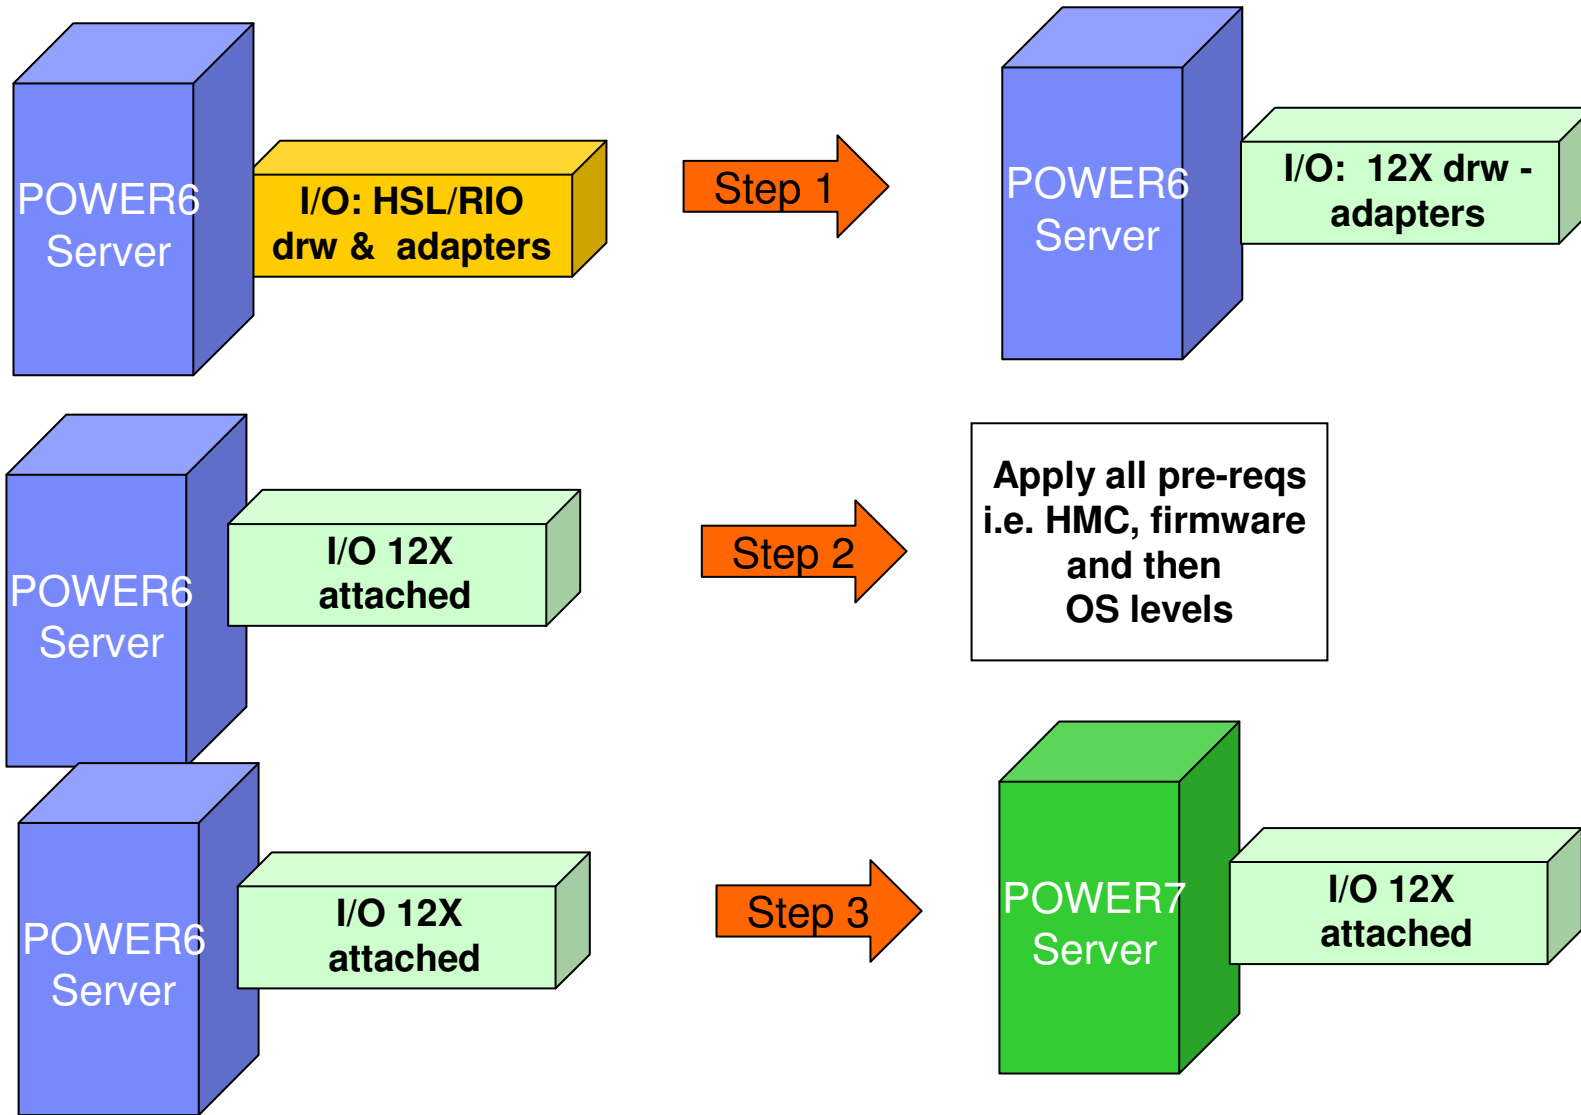 POWER6
Server
I/O: HSL/RIO
drw & adapters
Step 1
POWER6
Server
I/O: 12X drw -
adapters
POWER6
Server
I/O 12X
attached
Step 2
Apply all pre-reqs
i.e. HMC, firmware
and then
OS levels
POWER6
Server
I/O 12X
attached
Step 3
POWER7
Server
I/O 12X
attached